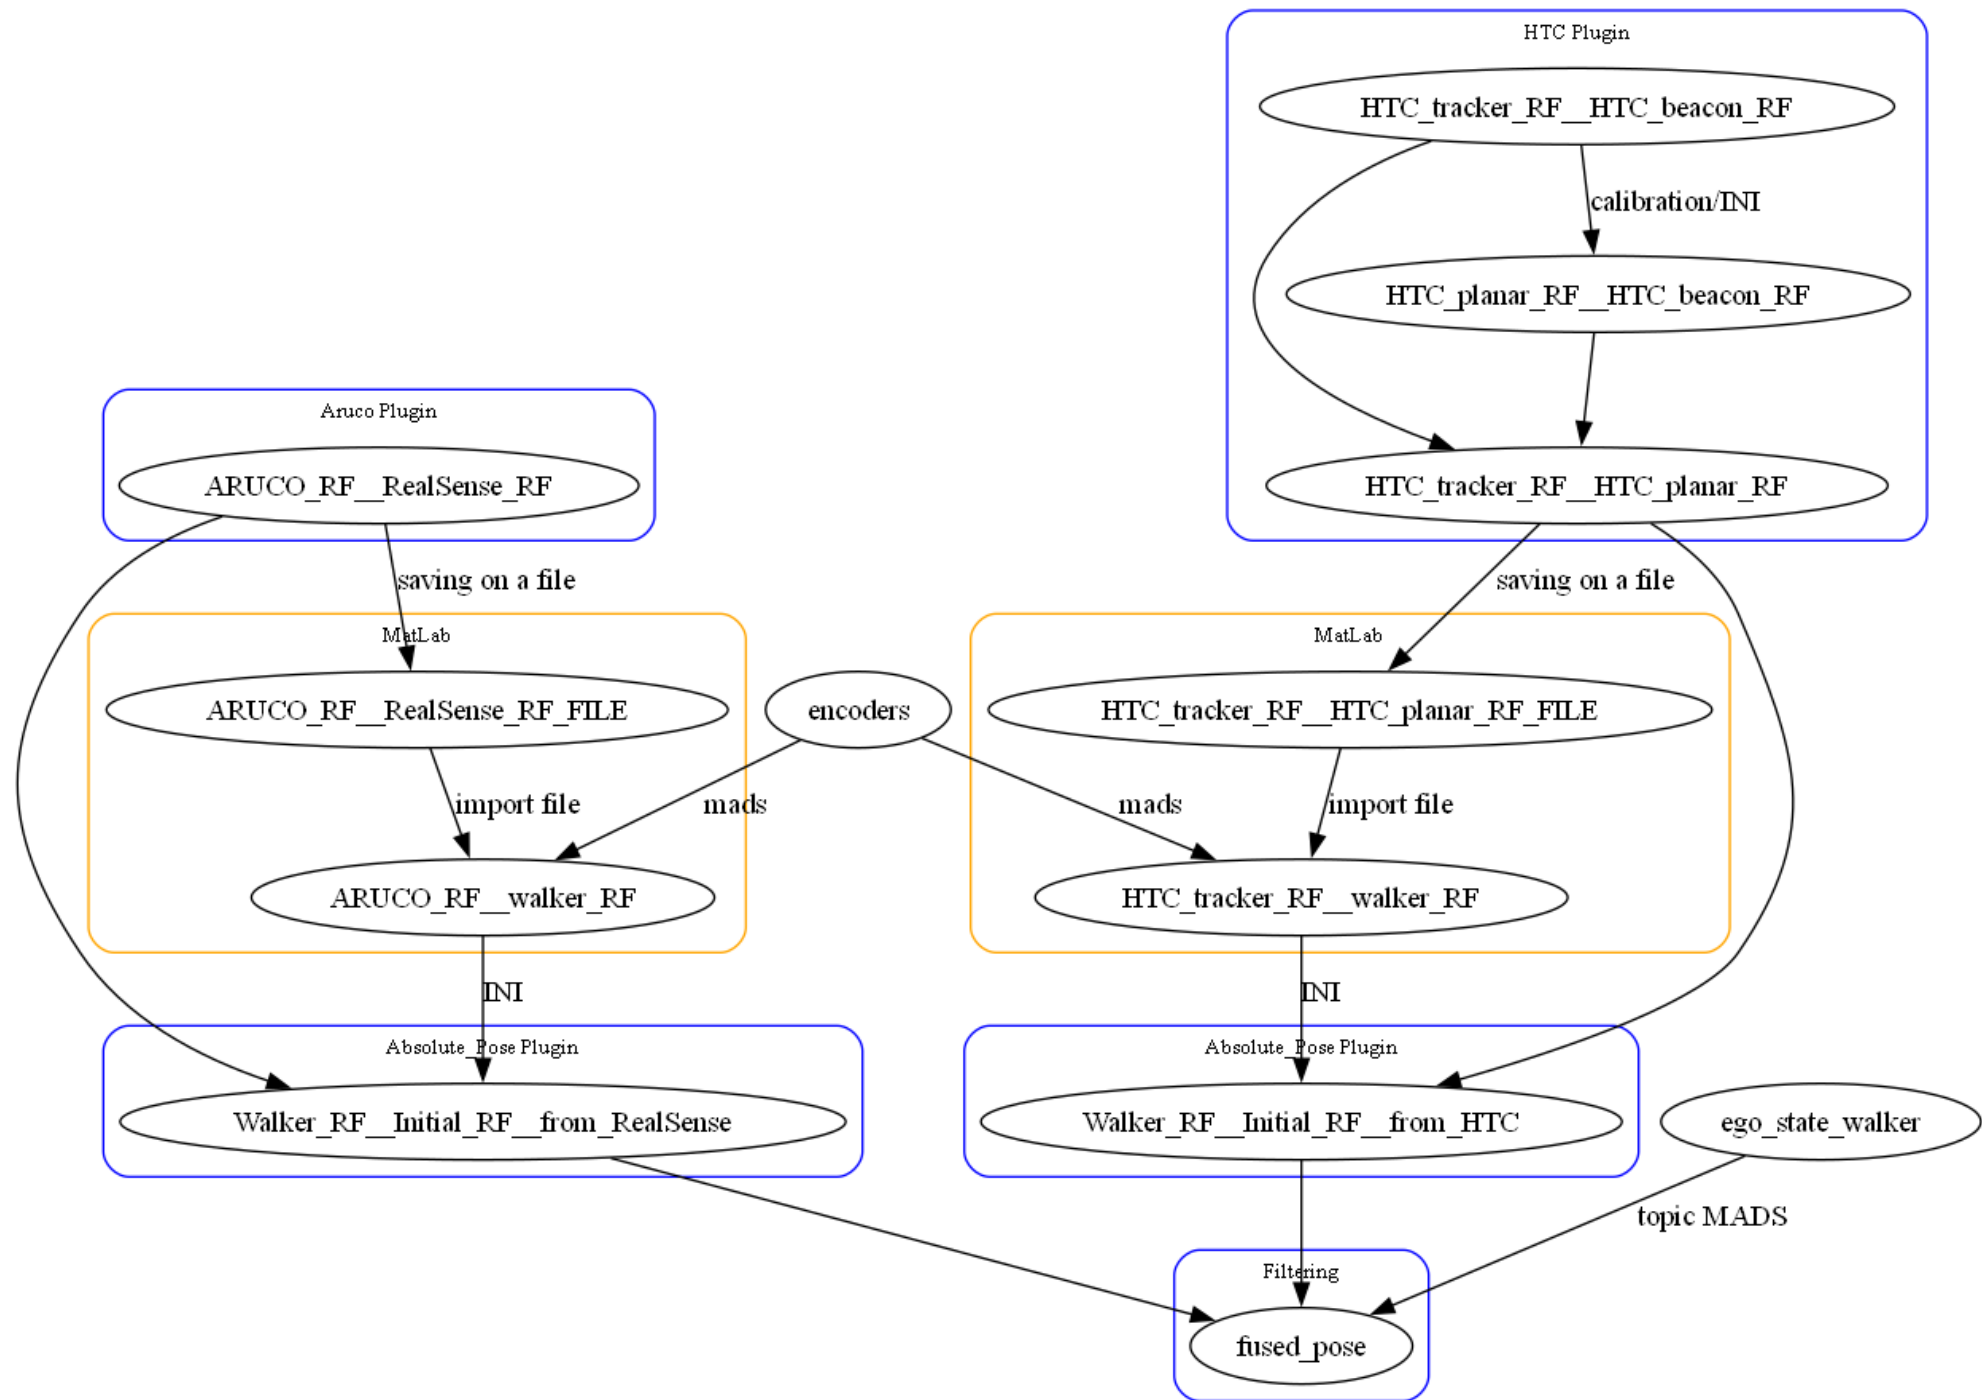 HTC Plugin
HTC_tracker_RF__HTC_beacon_RF
calibration/INI
HTC_planar_RF__HTC_beacon_RF
Aruco Plugin
ARUCO_RF__RealSense_RF
HTC_tracker_RF__HTC_planar_RF
saving on a file
saving on a file
MatLab
MatLab
ARUCO_RF__RealSense_RF_FILE
encoders
HTC_tracker_RF__HTC_planar_RF_FILE
import file
mads
mads
import file
ARUCO_RF__walker_RF
HTC_tracker_RF__walker_RF
INI
INI
Absolute_Pose Plugin
Absolute_Pose Plugin
Walker_RF__Initial_RF__from_RealSense
Walker_RF__Initial_RF__from_HTC
ego_state_walker
topic MADS
Filtering
fused_pose